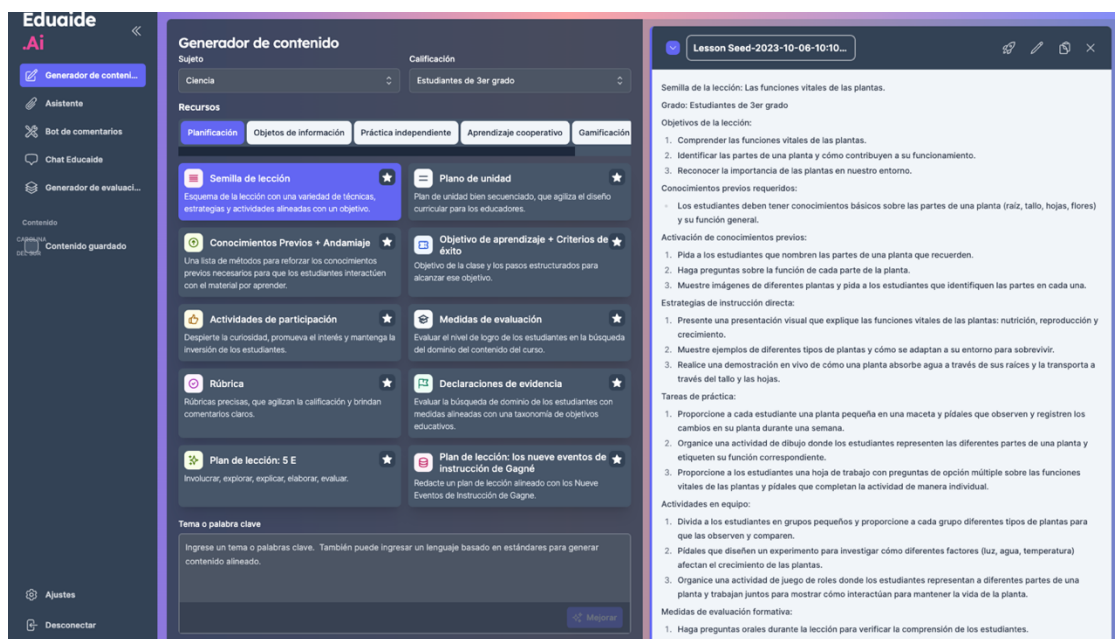 Eduaide
.Ai
Generador de conteni...
Asistente
Bot de comentarios
Chat Educaide
Generador de evaluaci...
Contenido
CAROLINA
DEL SUR
Contenido guardado
Ajustes
Desconectar
Generador de contenido
Sujeto
Calificación
Ciencia
Estudiantes de 3er grado
Recursos
Planificación
Objetos de información
Práctica independiente
Aprendizaje cooperativo
Gamificación
Semilla de lección
Esquema de la lección con una variedad de técnicas,
estrategias y actividades alineadas con un objetivo.
Plano de unidad
Plan de unidad bien secuenciado, que agiliza el diseño
curricular para los educadores.
Conocimientos Previos + Andamiaje
Una lista de métodos para reforzar los conocimientos
previos necesarios para que los estudiantes interactúen
con el material por aprender.
Objetivo de aprendizaje + Criterios de
éxito
Objetivo de la clase y los pasos estructurados para
alcanzar ese objetivo.
Actividades de participación
Despierte la curiosidad, promueva el interés y mantenga la
inversión de los estudiantes.
Medidas de evaluación
Evaluar el nivel de logro de los estudiantes en la búsqueda
del dominio del contenido del curso.
Rúbrica
Rúbricas precisas, que agilizan la calificación y brindan
comentarios claros.
Declaraciones de evidencia
Evaluar la búsqueda de dominio de los estudiantes con
medidas alineadas con una taxonomía de objetivos
educativos.
Plan de lección: 5 E
Involucrar, explorar, explicar, elaborar, evaluar.
Plan de lección: los nueve eventos de
instrucción de Gagné
Redacte un plan de lección alineado con los Nueve
Eventos de Instrucción de Gagne.
Tema o palabra clave
Ingrese un tema o palabras clave. También puede ingresar un lenguaje basado en estándares para generar
contenido alineado.
Mejorar
Lesson Seed-2023-10-06-10:10...
Semilla de la lección: Las funciones vitales de las plantas.
Grado: Estudiantes de 3er grado
Objetivos de la lección:
1. Comprender las funciones vitales de las plantas.
2. Identificar las partes de una planta y cómo contribuyen a su funcionamiento.
3. Reconocer la importancia de las plantas en nuestro entorno.
Conocimientos previos requeridos:
Los estudiantes deben tener conocimientos básicos sobre las partes de una planta (raíz, tallo, hojas, flores)
y su función general.
Activación de conocimientos previos:
1. Pida a los estudiantes que nombren las partes de una planta que recuerden.
2. Haga preguntas sobre la función de cada parte de la planta.
3. Muestre imágenes de diferentes plantas y pida a los estudiantes que identifiquen las partes en cada una.
Estrategias de instrucción directa:
1. Presente una presentación visual que explique las funciones vitales de las plantas: nutrición, reproducción y
crecimiento.
2. Muestre ejemplos de diferentes tipos de plantas y cómo se adaptan a su entorno para sobrevivir.
3. Realice una demostración en vivo de cómo una planta absorbe agua a través de sus raíces y la transporta a
través del tallo y las hojas.
Tareas de práctica:
1. Proporcione a cada estudiante una planta pequeña en una maceta y pídales que observen y registren los
cambios en su planta durante una semana.
2. Organice una actividad de dibujo donde los estudiantes representen las diferentes partes de una planta y
etiqueten su función correspondiente.
3. Proporcione a los estudiantes una hoja de trabajo con preguntas de opción múltiple sobre las funciones
vitales de las plantas y pídales que completen la actividad de manera individual.
Actividades en equipo:
1. Divida a los estudiantes en grupos pequeños y proporcione a cada grupo diferentes tipos de plantas para
que las observen y comparen.
2. Pídales que diseñen un experimento para investigar cómo diferentes factores (luz, agua, temperatura)
afectan el crecimiento de las plantas.
3. Organice una actividad de juego de roles donde los estudiantes representan a diferentes partes de una
planta y trabajan juntos para mostrar cómo interactúan para mantener la vida de la planta.
Medidas de evaluación formativa:
1. Haga preguntas orales durante la lección para verificar la comprensión de los estudiantes.